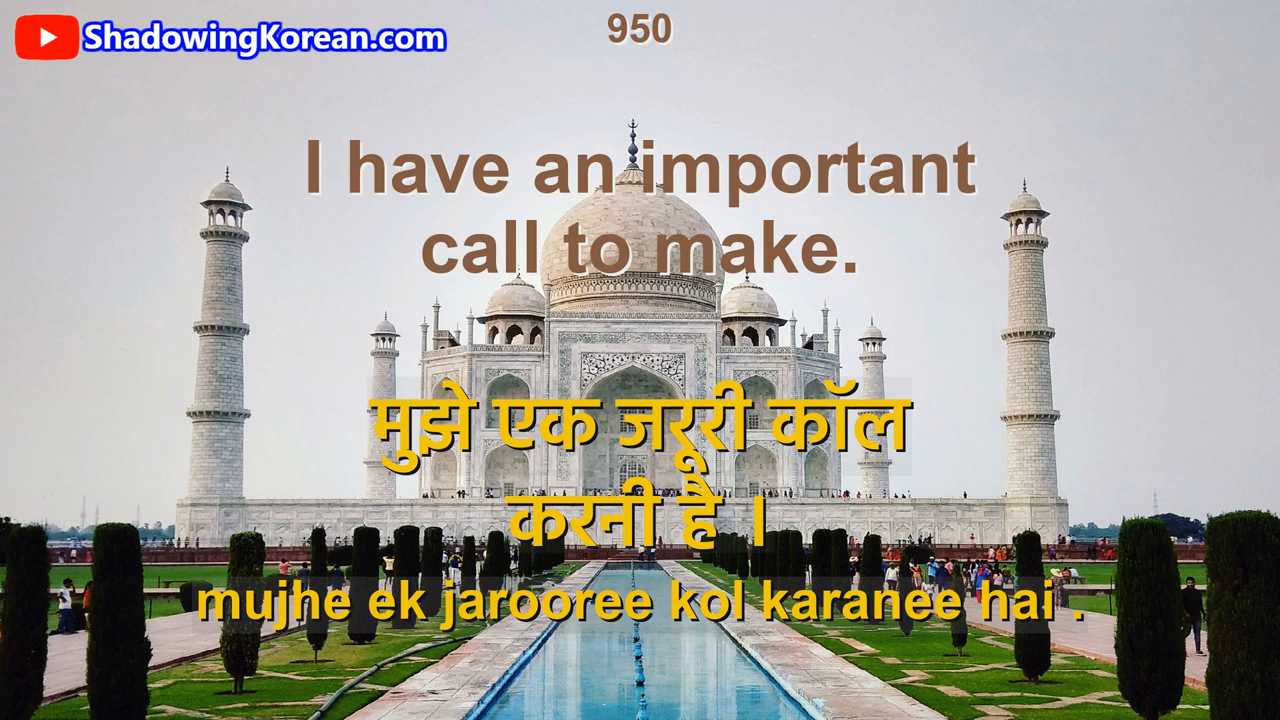 ShadowingKorean.com
950
I have an important
call to make.
मुझे एक जरूरी कॉल
करनी है ।
mujhe ek jarooree kol karanee hai .